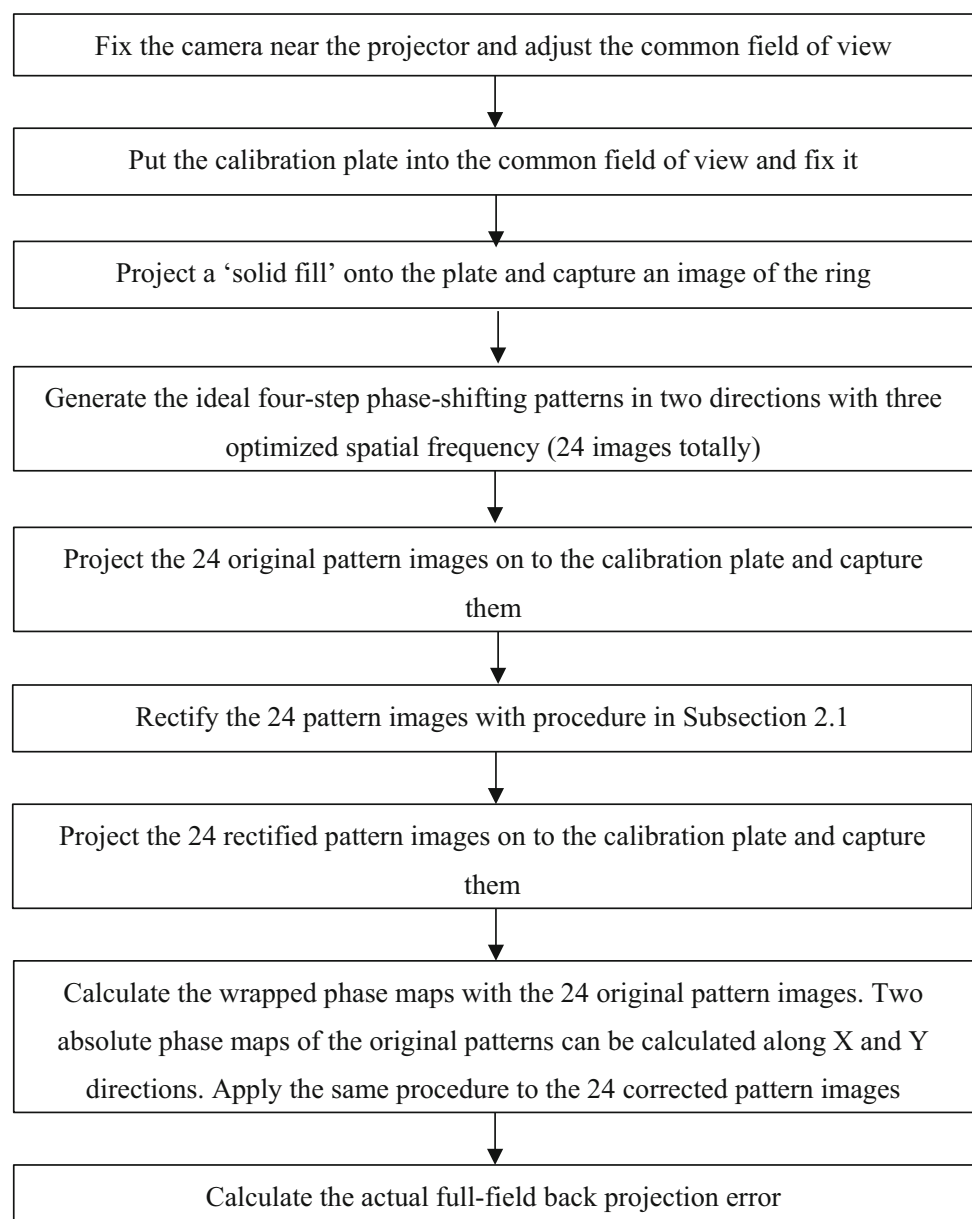 Fix the camera near the projector and adjust the common field of view
Put the calibration plate into the common field of view and fix it
Project a ‘solid fill’ onto the plate and capture an image of the ring
Generate the ideal four-step phase-shifting patterns in two directions with three
optimized spatial frequency (24 images totally)
Project the 24 original pattern images on to the calibration plate and capture
them
Rectify the 24 pattern images with procedure in Subsection 2.1
Project the 24 rectified pattern images on to the calibration plate and capture
them
Calculate the wrapped phase maps with the 24 original pattern images. Two
absolute phase maps of the original patterns can be calculated along X and Y
directions. Apply the same procedure to the 24 corrected pattern images
Calculate the actual full-field back projection error